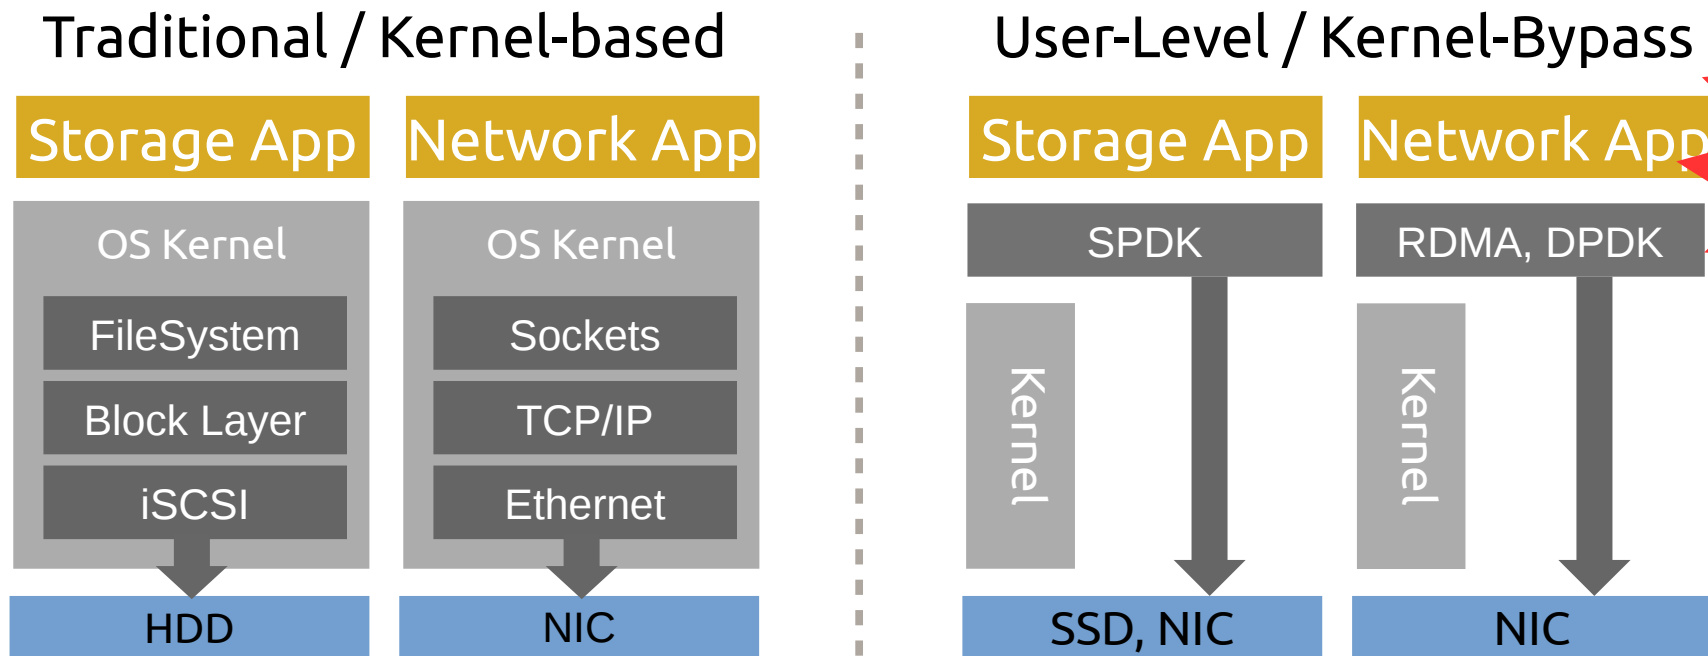 Traditional / Kernel-based
Storage App
Network App
OS Kernel
FileSystem
Block Layer
iSCSI
HDD
OS Kernel
Sockets
TCP/IP
Ethernet
NIC
User-Level / Kernel-Bypass
Storage App
Network App
SPDK
Kernel
SSD, NIC
RDMA, DPDK
Kernel
NIC